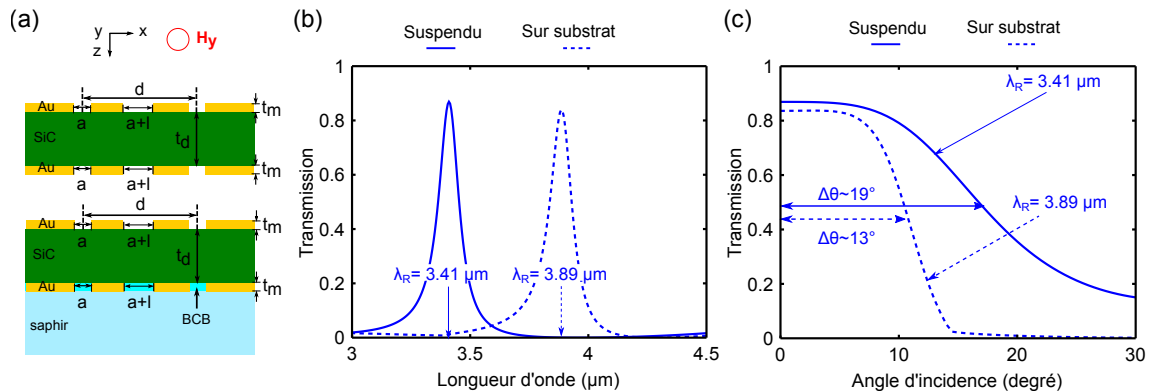 (a)
y
x
z
Hy
d
Au
a
a+l
tm
SiC
td
Au
tm
a
a+l
d
Au
a
a+l
tm
SiC
td
Au
tm
a
a+l
saphir
BCB
(b)
Suspendu
Sur substrat
1
0.8
0.6
0.4
0.2
0
Transmission
λR= 3.41 µm
λR= 3.89 µm
3
3.5
4
4.5
Longueur d'onde (µm)
(c)
Suspendu
Sur substrat
1
0.8
0.6
0.4
0.2
0
Transmission
λR= 3.41 µm
λR= 3.89 µm
Δθ~19°
Δθ~13°
0
10
20
30
Angle d'incidence (degré)